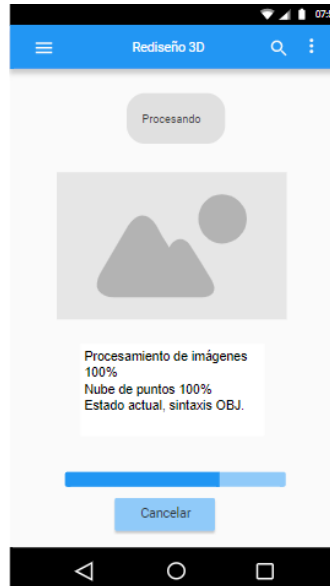 Rediseño 3D
Procesando
Procesamiento de imágenes
100%
Nube de puntos 100%
Estado actual, sintaxis OBJ.
Cancelar